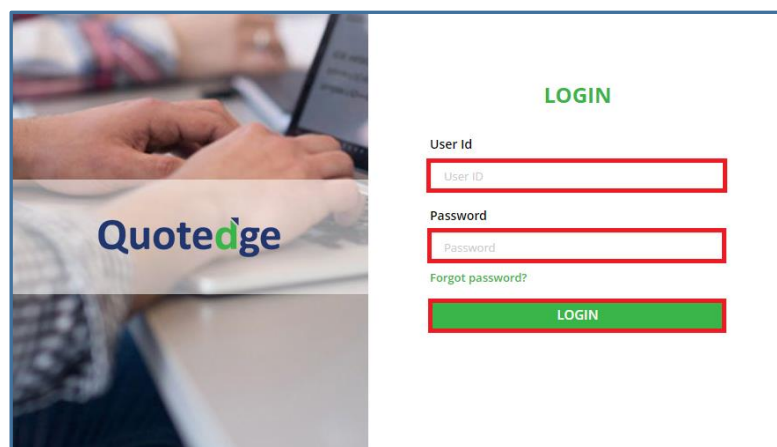 Quotedge
LOGIN
User Id
User ID
Password
Password
Forgot password?
LOGIN